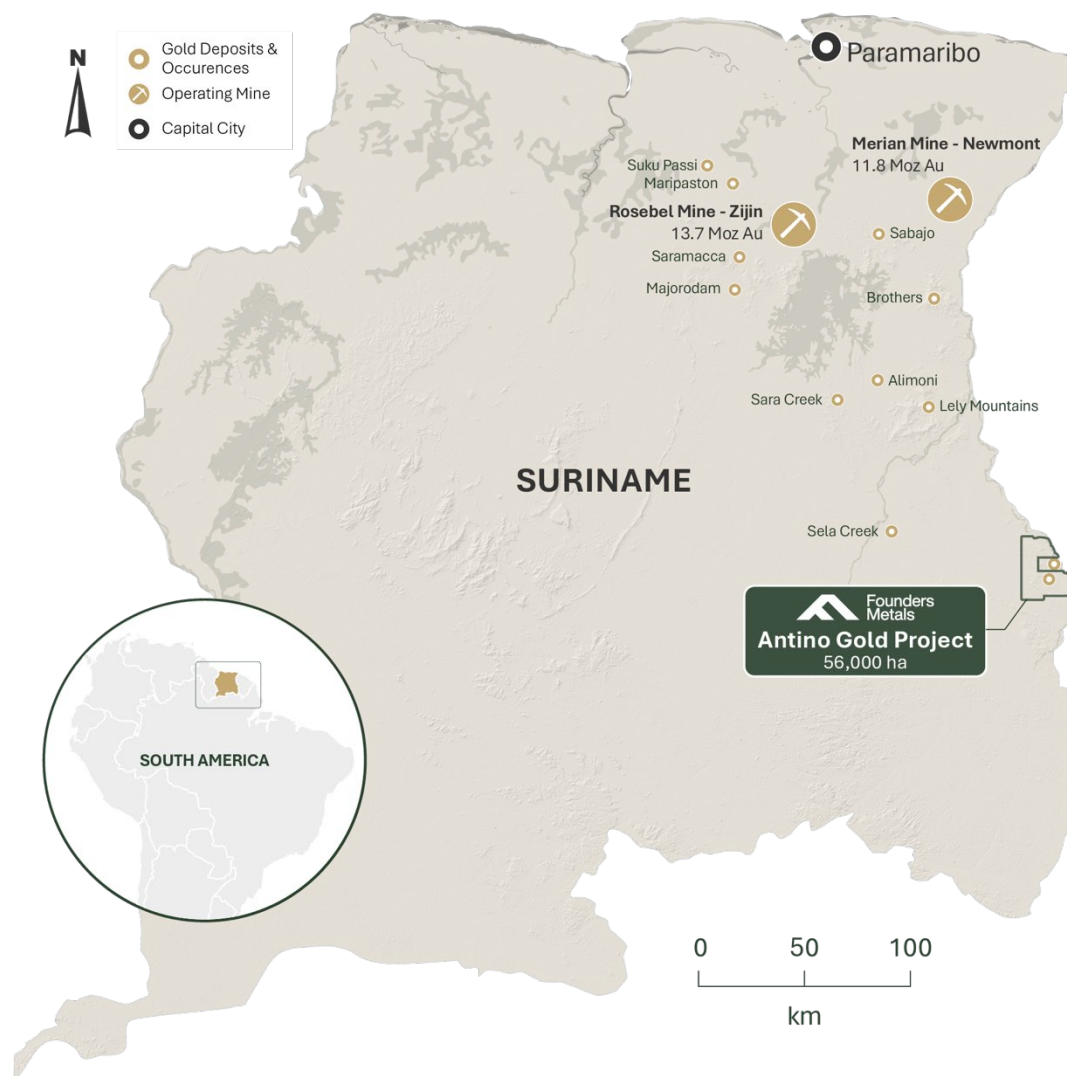 N
Gold Deposits &
Occurences
Operating Mine
Capital City
Paramaribo
Merian Mine - Newmont
11.8 Moz Au
Suku Passi
Maripaston
Rosebel Mine - Zijin
13.7 Moz Au
Sabajo
Saramacca
Majorodam
Brothers
Alimoni
Sara Creek
Lely Mountains
SURINAME
Sela Creek
Founders
Metals
Antino Gold Project
56,000 ha
SOUTH AMERICA
0 50 100
km